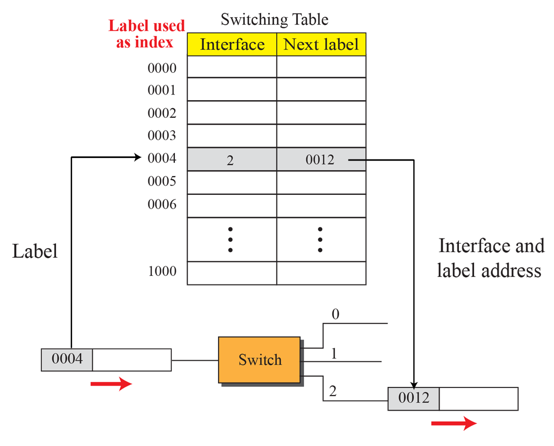 Switching Table
Label used
as index
Interface Next label
0000
0001
0002
0003
0004 2 0012
0005
0006
1000
Label
Interface and
label address
0
0004
Switch
1
2
0012